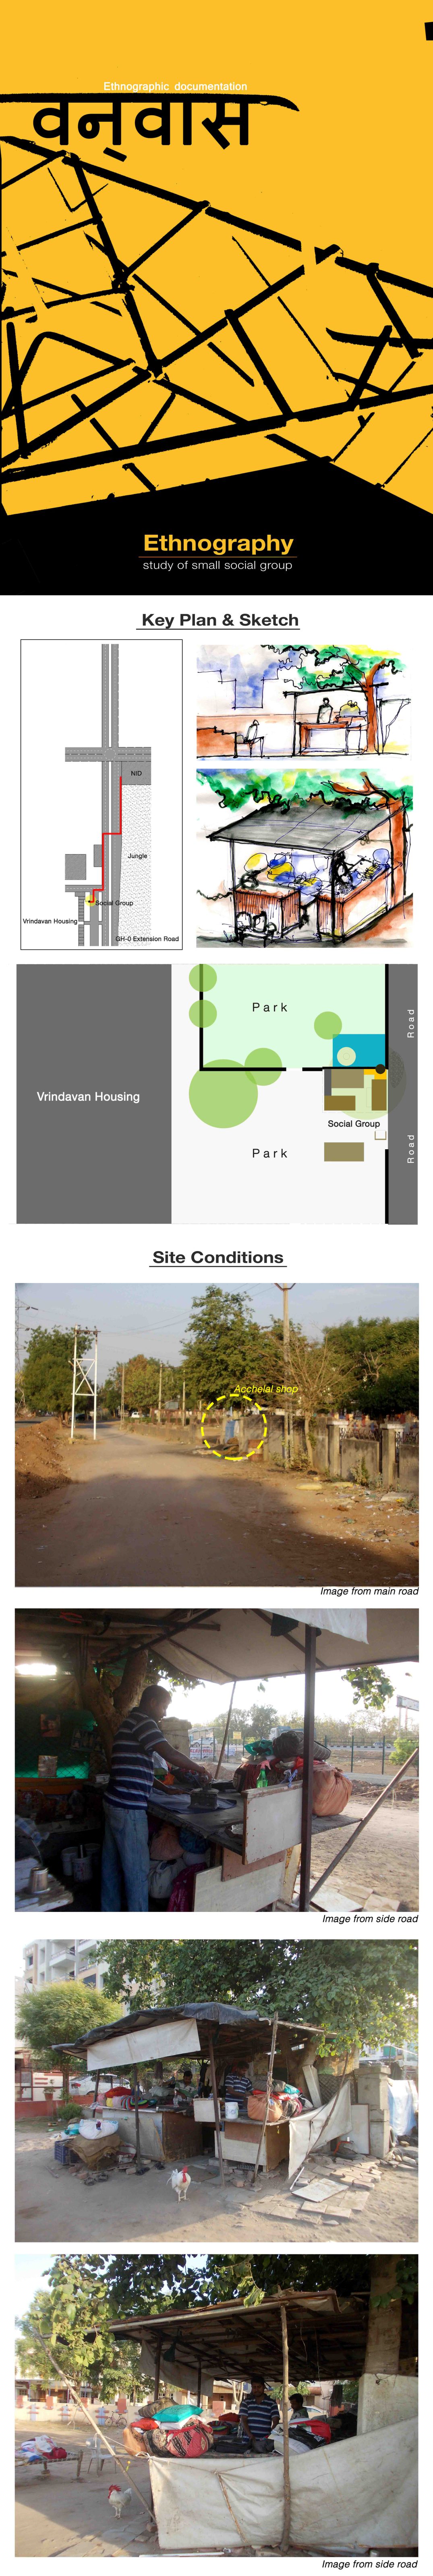 Ethnographic documentation
वन्वास
Ethnography
study of small social group
Key Plan & Sketch
NID
Jungle
Social Group
Vrindavan Housing
GH-0 Extension Road
Park
Road
Vrindavan Housing
Social Group
Park
Road
Site Conditions
Acchelal shop
Image from main road
Image from side road
Image from side road